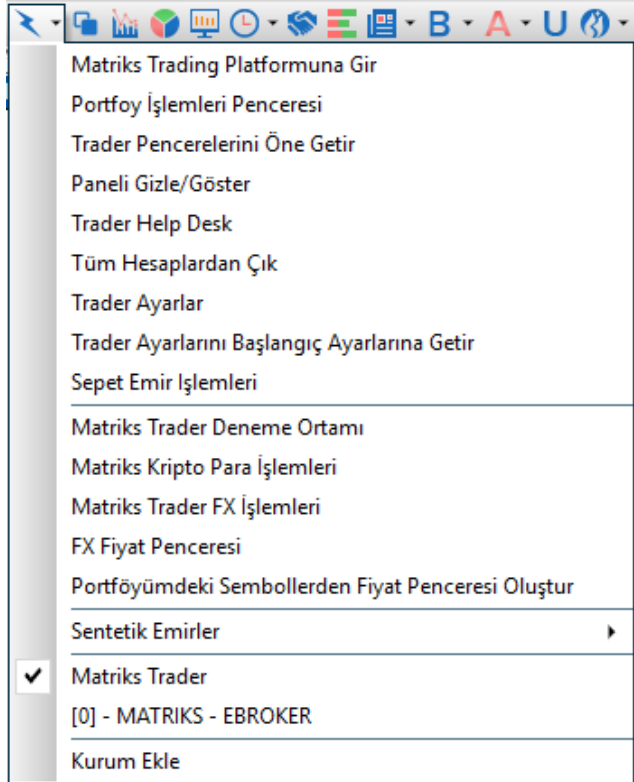 B A U
Matriks Trading Platformuna Gir
Portfoy İşlemleri Penceresi
Trader Pencerelerini Öne Getir
Paneli Gizle/Göster
Trader Help Desk
Tüm Hesaplardan Çık
Trader Ayarlar
Trader Ayarlarını Başlangıç Ayarlarına Getir
Sepet Emir Işlemleri
Matriks Trader Deneme Ortamı
Matriks Kripto Para İşlemleri
Matriks Trader FX İşlemleri
FX Fiyat Penceresi
Portföyümdeki Sembollerden Fiyat Penceresi Oluştur
Sentetik Emirler
Matriks Trader
[0] - MATRIKS - EBROKER
Kurum Ekle